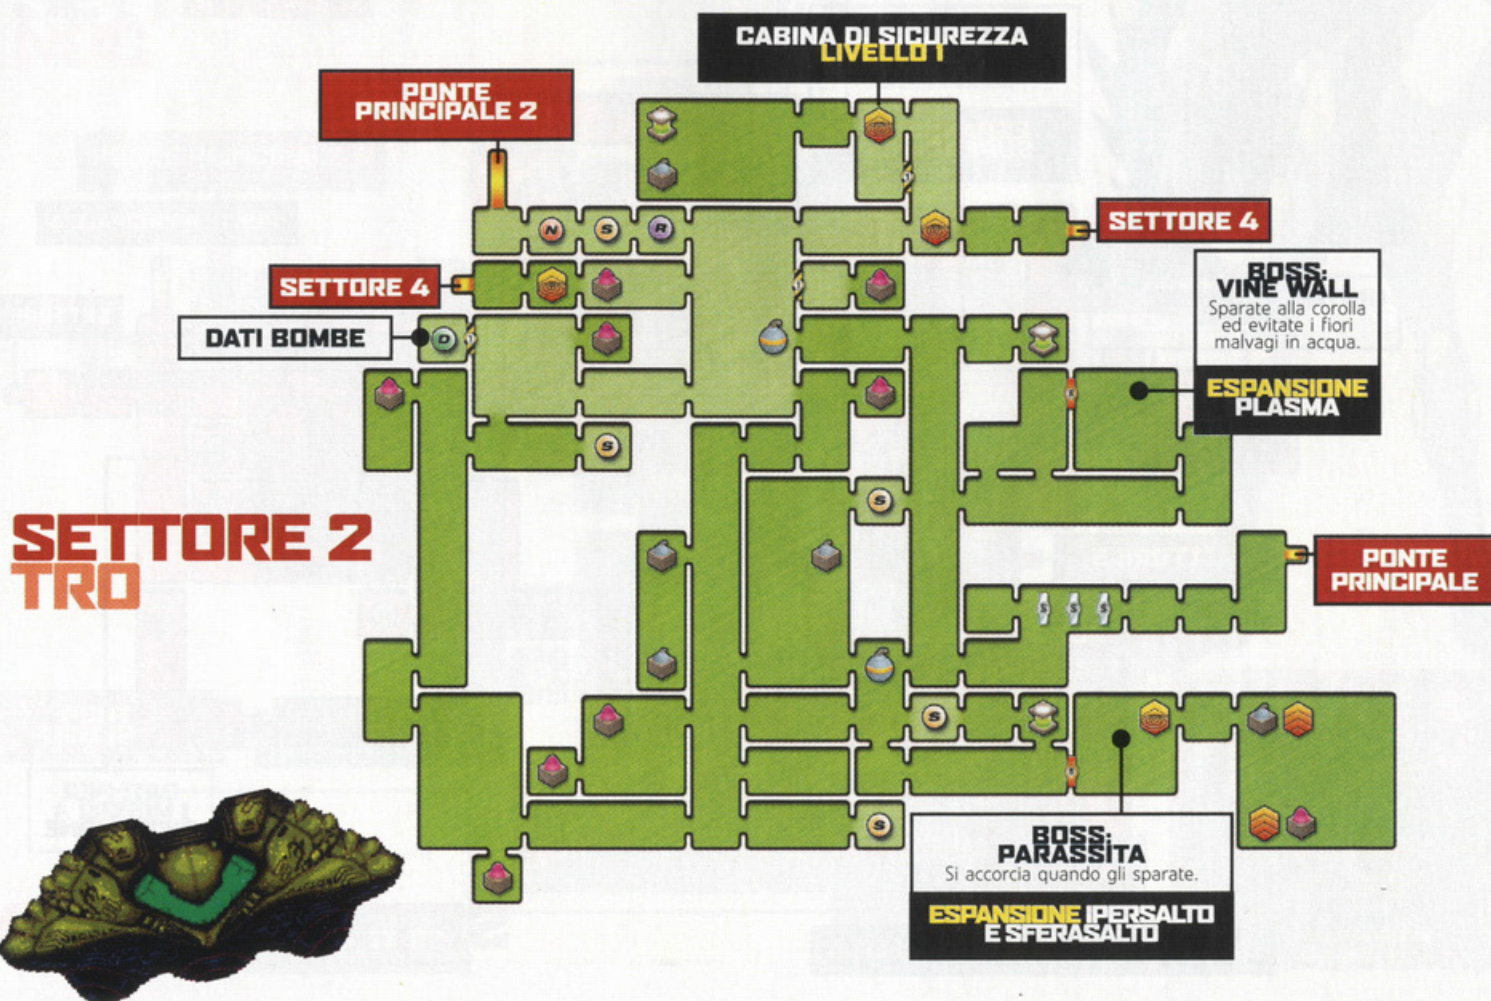 CABINA DI SICUREZZA
LIVELLO 1
PONTE
PRINCIPALE 2
N
S
R
SETTORE 4
SETTORE 4
BOSS:
VINE WALL
Sparate alla corolla
ed evitate i fiori
malvagi in acqua.
ESPANSIONE
PLASMA
DATI BOMBE
D
S
S
SETTORE 2
TRO
PONTE
PRINCIPALE
S S S
S
S
BOSS:
PARASSITA
Si accorcia quando gli sparate.
ESPANSIONE IPERSALTO
E SFERASALTO